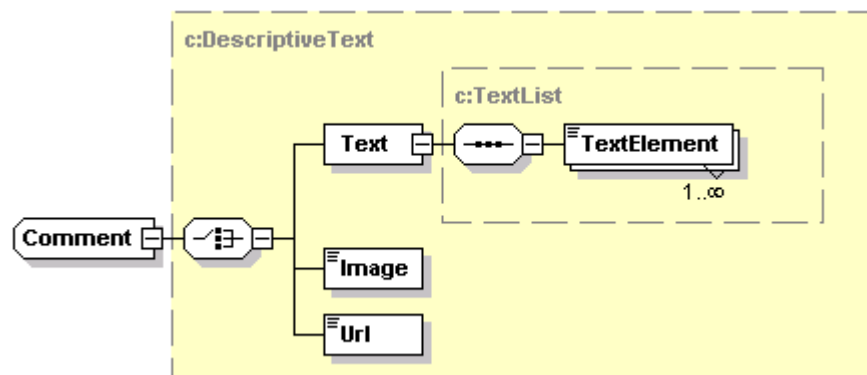 c:DescriptiveText
c:TextList
Text
TextElement
1..∞
Comment
Image
Url